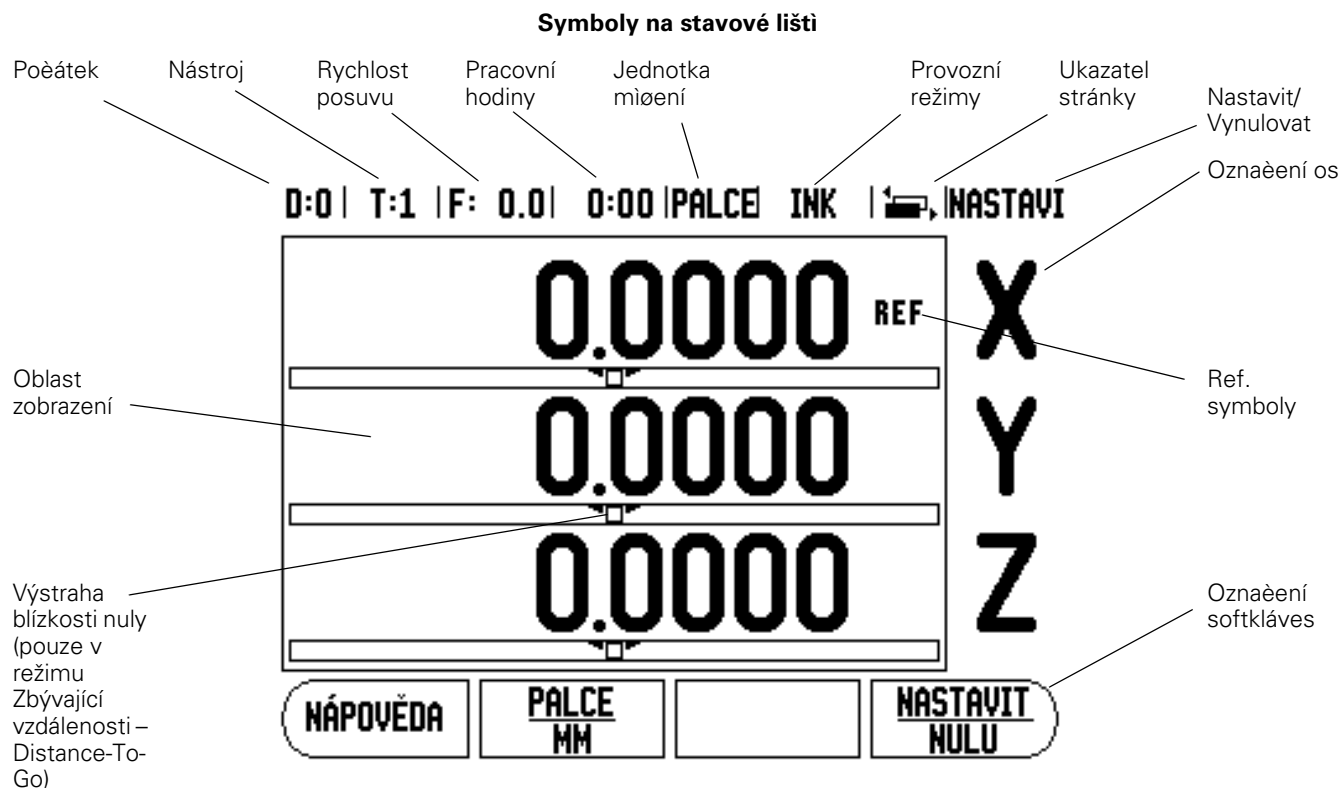 Symboly na stavové lištì
Poèátek
Nástroj
Rychlost
posuvu
Pracovní
hodiny
Jednotka
mìøení
Provozní
režimy
Ukazatel
stránky
Nastavit/
Vynulovat
Oznaèení os
D:0 | T:1 |F: 0.0| 0:00 |PALCE| INK | |NASTAVI
0.0000 REF X
Oblast
zobrazení
Ref.
symboly
0.0000 Y
0.0000 Z
Výstraha
blízkosti nuly
(pouze v
režimu
Zbývající
vzdálenosti –
Distance-To-
Go)
Oznaèení
softkláves
NÁPOVĚDA
PALCE
MM
NASTAVIT
NULU